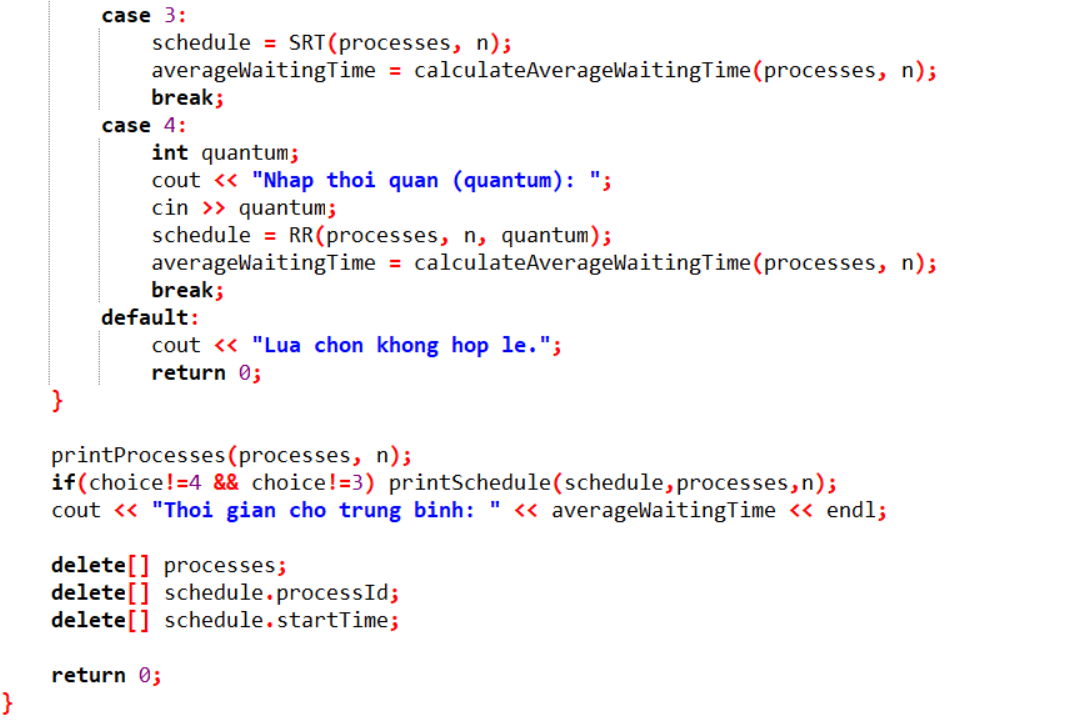 case 3:
schedule = SRT(processes, n);
averageWaitingTime = calculateAverageWaitingTime(processes, n);
break;
case 4:
int quantum;
cout << "Nhap thoi quan (quantum): ";
cin >> quantum;
schedule = RR(processes, n, quantum);
averageWaitingTime = calculateAverageWaitingTime(processes, n);
break;
default:
cout << "Lua chon khong hop le.";
return 0;
}
printProcesses(processes, n);
if(choice!=4 && choice!=3) printSchedule(schedule,processes,n);
cout << "Thoi gian cho trung binh: " << averageWaitingTime << endl;
delete[] processes;
delete[] schedule.processId;
delete[] schedule.startTime;
return 0;
}